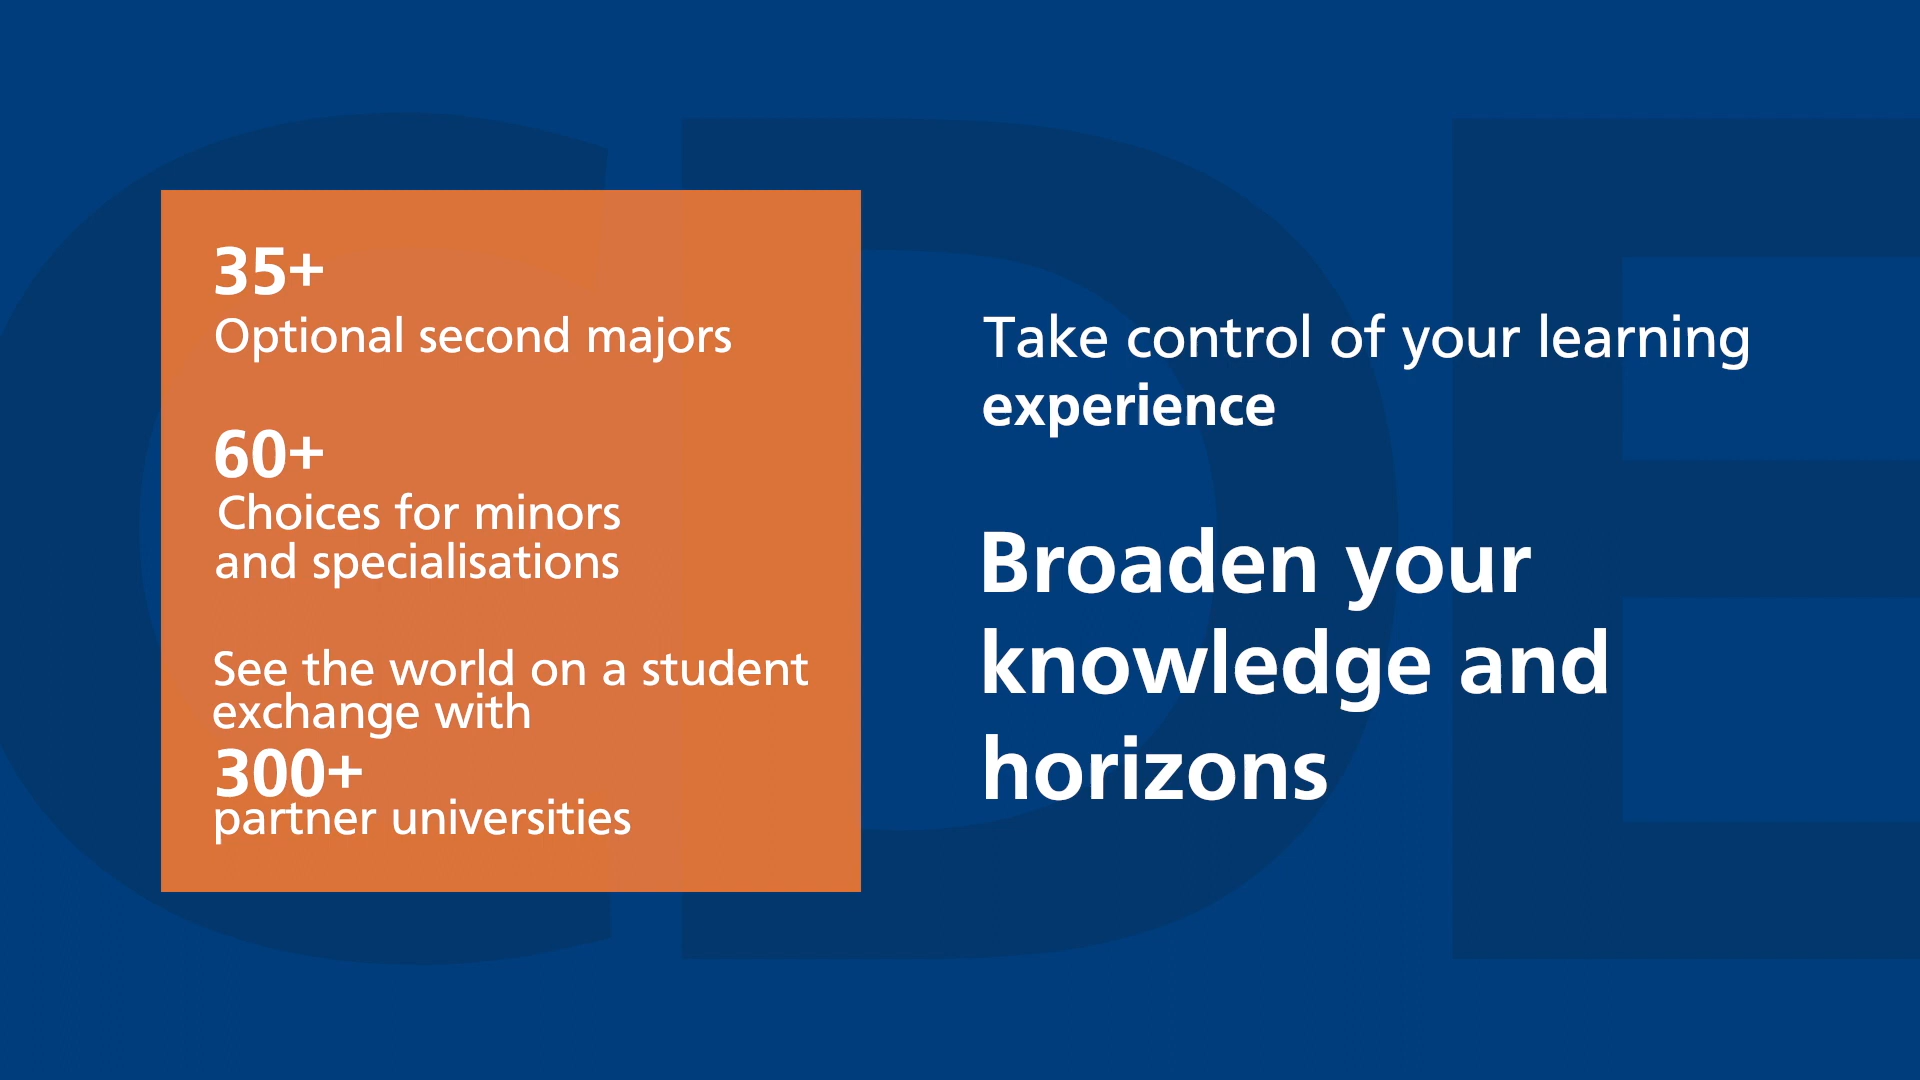 35+
Optional second majors
60+
Choices for minors
and specialisations
See the world on a student
exchange with
300+
partner universities
Take control of your learning
experience
Broaden your
knowledge and
horizons
CDE